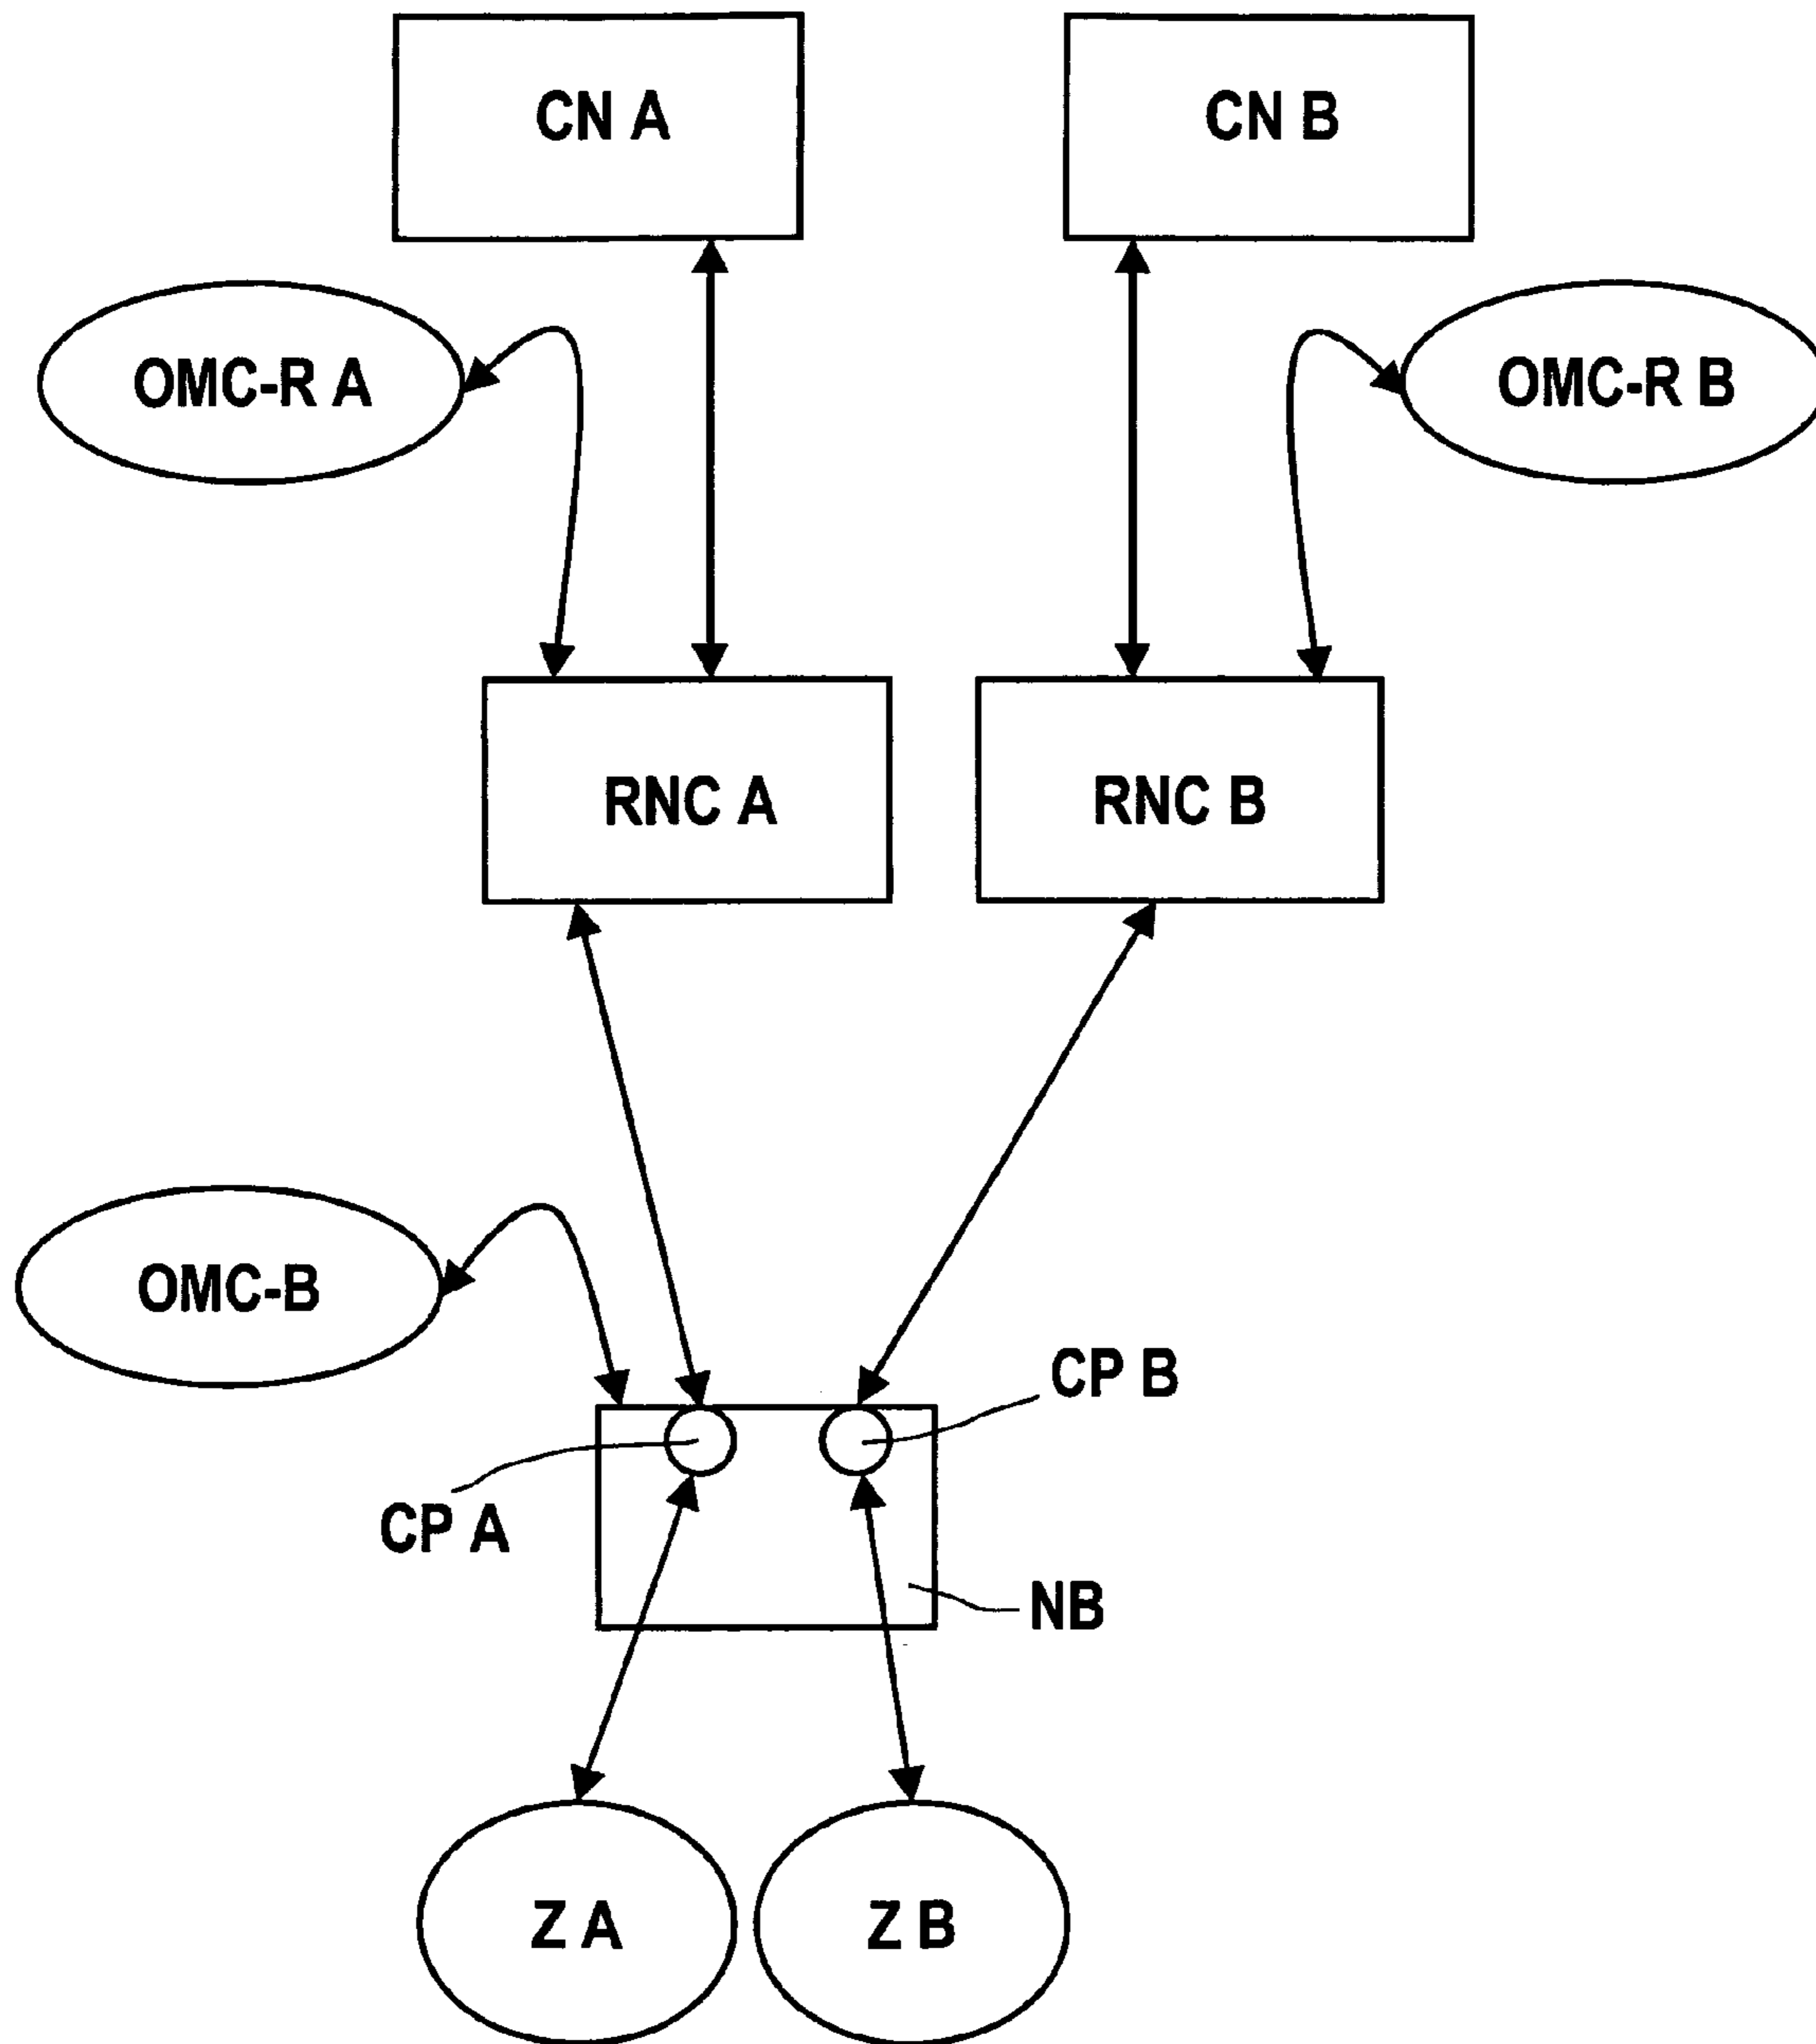 CN A
CN B
OMC-R A
OMC-R B
RNC A
RNC B
OMC-B
CP B
CP A
NB
Z A
Z B